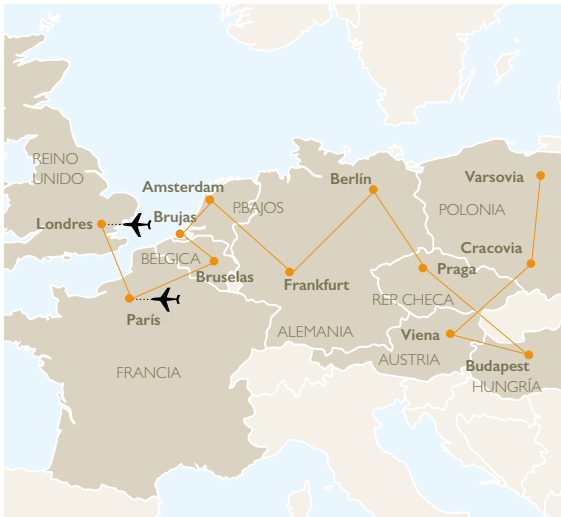 REINO
UNIDO
Londres
Amsterdam
P.BAJOS
Brujas
BELGICA
Bruselas
París
FRANCIA
Berlín
Frankfurt
ALEMANIA
Varsovia
POLONIA
Cracovia
Praga
REP. CHECA
Viena
AUSTRIA
Budapest
HUNGRÍA